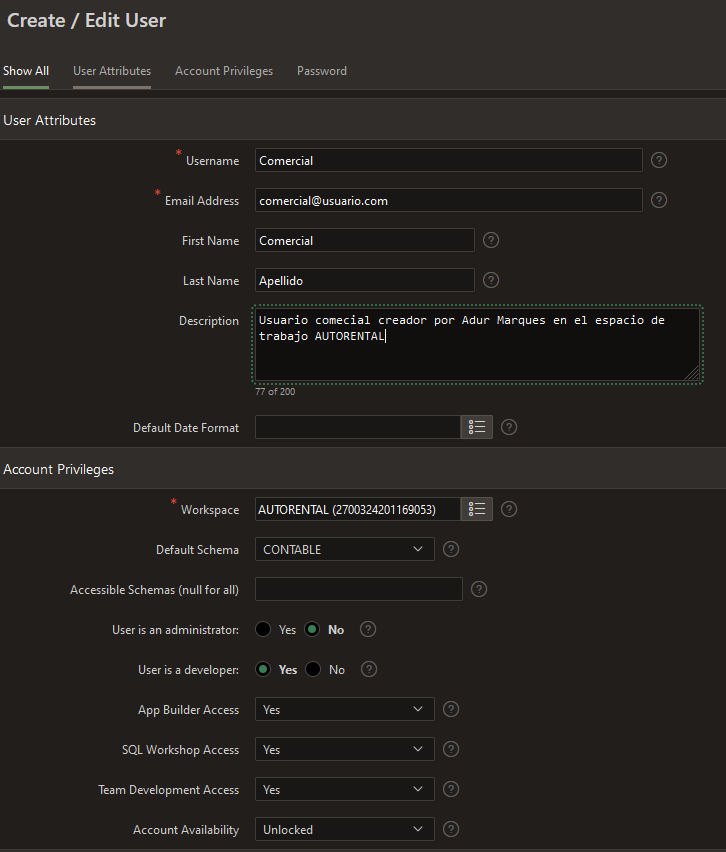 Create / Edit User
Show All User Attributes Account Privileges Password
User Attributes
* Username Comercial ?
* Email Address comercial@usuario.com ?
First Name Comercial ?
Last Name Apellido ?
Description Usuario comecial creador por Adur Marques en el espacio de
trabajo AUTORENTAL
77 of 200
Default Date Format ?
Account Privileges
* Workspace AUTORENTAL (2700324201169053) ?
Default Schema CONTABLE ?
Accessible Schemas (null for all) ?
User is an administrator: Yes No ?
User is a developer: Yes No ?
App Builder Access Yes ?
SQL Workshop Access Yes ?
Team Development Access Yes ?
Account Availability Unlocked ?